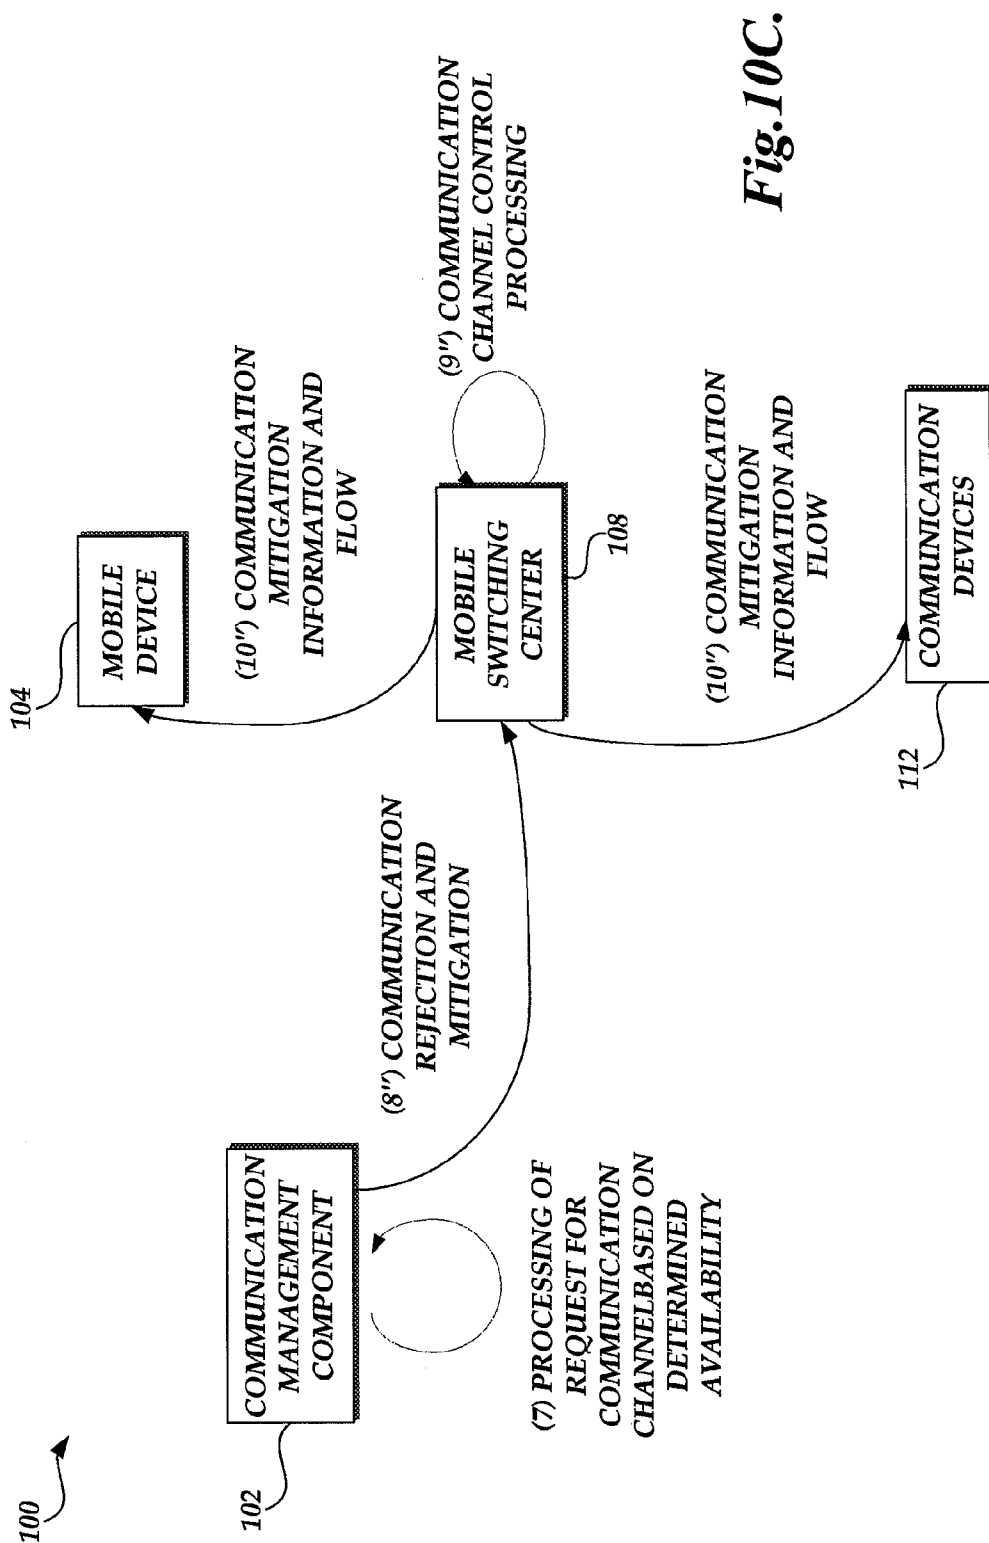 100
102
COMMUNICATION
MANAGEMENT
COMPONENT
(7) PROCESSING OF
REQUEST FOR
COMMUNICATION
CHANNELBASED ON
DETERMINED
AVAILABILITY
(8") COMMUNICATION
REJECTION AND
MITIGATION
104
MOBILE
DEVICE
(10") COMMUNICATION
MITIGATION
INFORMATION AND
FLOW
MOBILE
SWITCHING
CENTER
108
(9") COMMUNICATION
CHANNEL CONTROL
PROCESSING
(10") COMMUNICATION
MITIGATION
INFORMATION AND
FLOW
112
COMMUNICATION
DEVICES
Fig.10C.